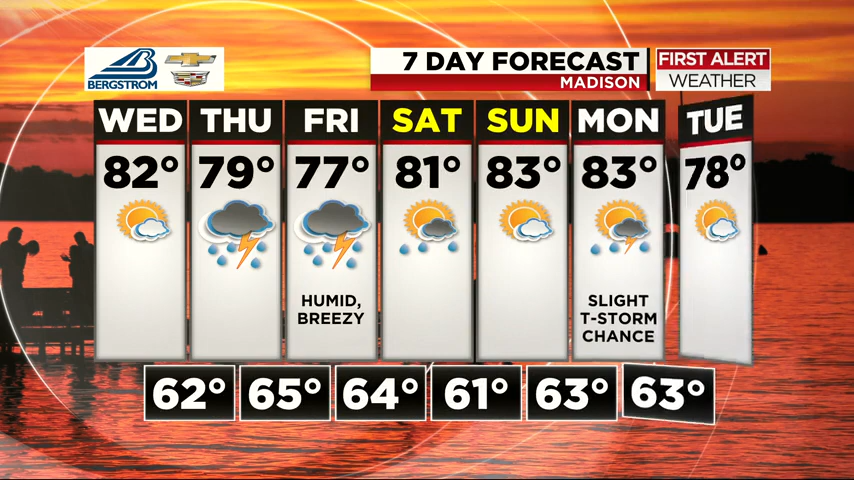 BERGSTROM
7 DAY FORECAST
MADISON
FIRST ALERT
WEATHER
WED THU FRI SAT SUN MON TUE
82° 79° 77° 81° 83° 83° 78°
HUMID,
BREEZY
SLIGHT
T-STORM
CHANCE
62° 65° 64° 61° 63° 63°